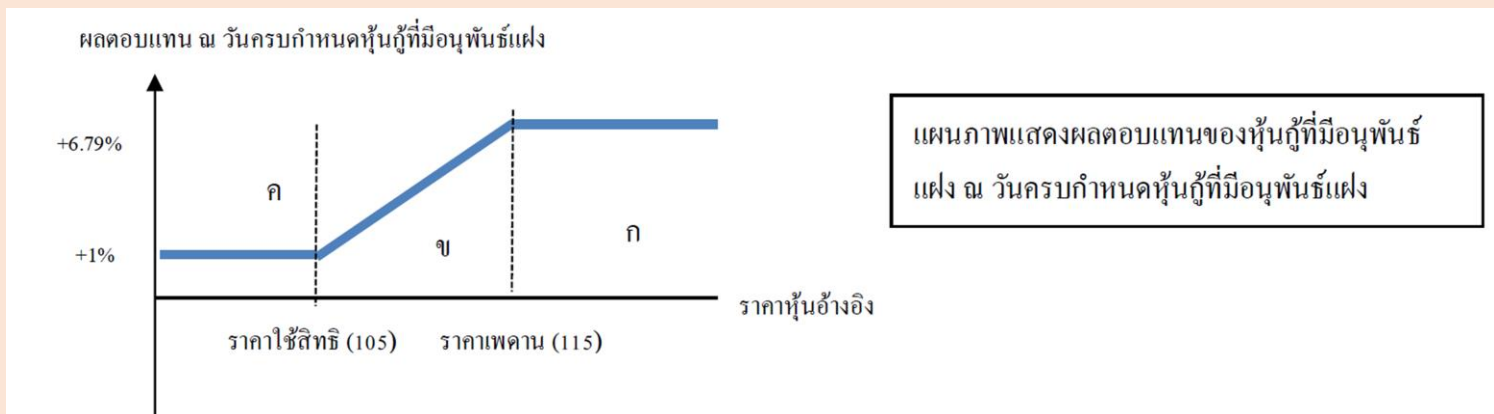 ผลตอบแทน ณ วันครบกำหนดหุ้นกู้ที่มีอนุพันธ์แฝง
+6.79%
+1%
ค
ข
ก
ราคาหุ้นอ้างอิง
ราคาใช้สิทธิ (105)
ราคาเพดาน (115)
แผนภาพแสดงผลตอบแทนของหุ้นกู้ที่มีอนุพันธ์
แฝง ณ วันครบกำหนดหุ้นกู้ที่มีอนุพันธ์แฝง